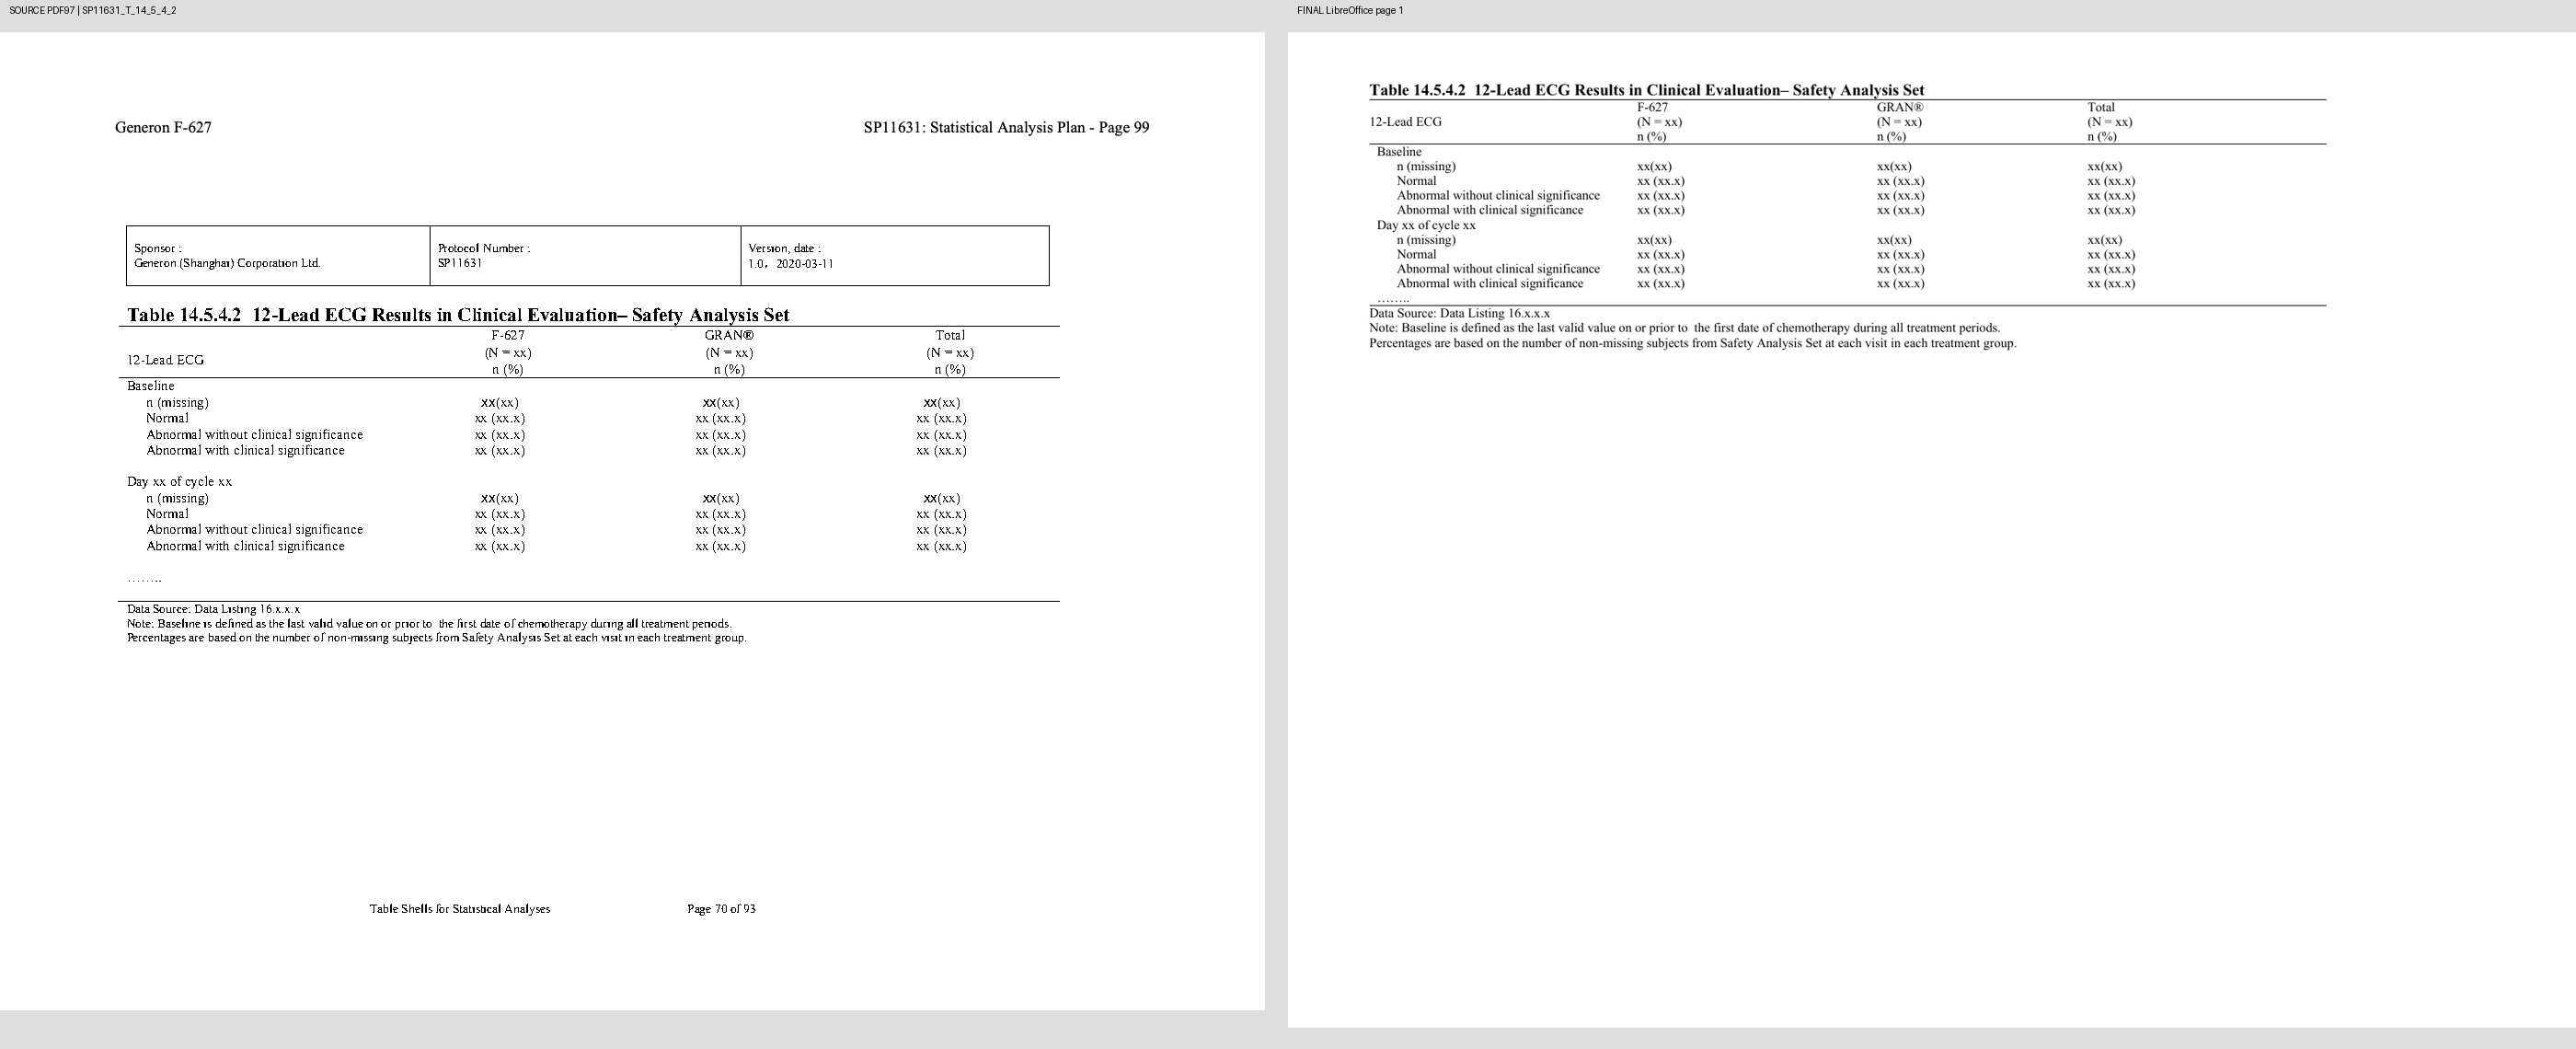 SOURCE PDF97 | SP11631_T_14_5_4_2
Generon F-627 SP11631: Statistical Analysis Plan - Page 99
Sponsor : Protocol Number : Version, date :
Generon (Shanghai) Corporation Ltd. SP11631 1.0，2020-03-11
Table 14.5.4.2 12-Lead ECG Results in Clinical Evaluation– Safety Analysis Set
F-627 GRAN® Total
(N = xx) (N = xx) (N = xx)
12-Lead ECG
n (%) n (%) n (%)
Baseline
n (missing) xx(xx) xx(xx) xx(xx)
Normal xx (xx.x) xx (xx.x) xx (xx.x)
Abnormal without clinical significance xx (xx.x) xx (xx.x) xx (xx.x)
Abnormal with clinical significance xx (xx.x) xx (xx.x) xx (xx.x)
Day xx of cycle xx
n (missing) xx(xx) xx(xx) xx(xx)
Normal xx (xx.x) xx (xx.x) xx (xx.x)
Abnormal without clinical significance xx (xx.x) xx (xx.x) xx (xx.x)
Abnormal with clinical significance xx (xx.x) xx (xx.x) xx (xx.x)
……..
Data Source: Data Listing 16.x.x.x
Note: Baseline is defined as the last valid value on or prior to the first date of chemotherapy during all treatment periods.
Percentages are based on the number of non-missing subjects from Safety Analysis Set at each visit in each treatment group.
Table Shells for Statistical Analyses Page 70 of 93
FINAL LibreOffice page 1
Table 14.5.4.2 12-Lead ECG Results in Clinical Evaluation– Safety Analysis Set
F-627 GRAN® Total
12-Lead ECG (N = xx) (N = xx) (N = xx)
n (%) n (%) n (%)
Baseline
n (missing) xx(xx) xx(xx) xx(xx)
Normal xx (xx.x) xx (xx.x) xx (xx.x)
Abnormal without clinical significance xx (xx.x) xx (xx.x) xx (xx.x)
Abnormal with clinical significance xx (xx.x) xx (xx.x) xx (xx.x)
Day xx of cycle xx
n (missing) xx(xx) xx(xx) xx(xx)
Normal xx (xx.x) xx (xx.x) xx (xx.x)
Abnormal without clinical significance xx (xx.x) xx (xx.x) xx (xx.x)
Abnormal with clinical significance xx (xx.x) xx (xx.x) xx (xx.x)
……..
Data Source: Data Listing 16.x.x.x
Note: Baseline is defined as the last valid value on or prior to the first date of chemotherapy during all treatment periods.
Percentages are based on the number of non-missing subjects from Safety Analysis Set at each visit in each treatment group.